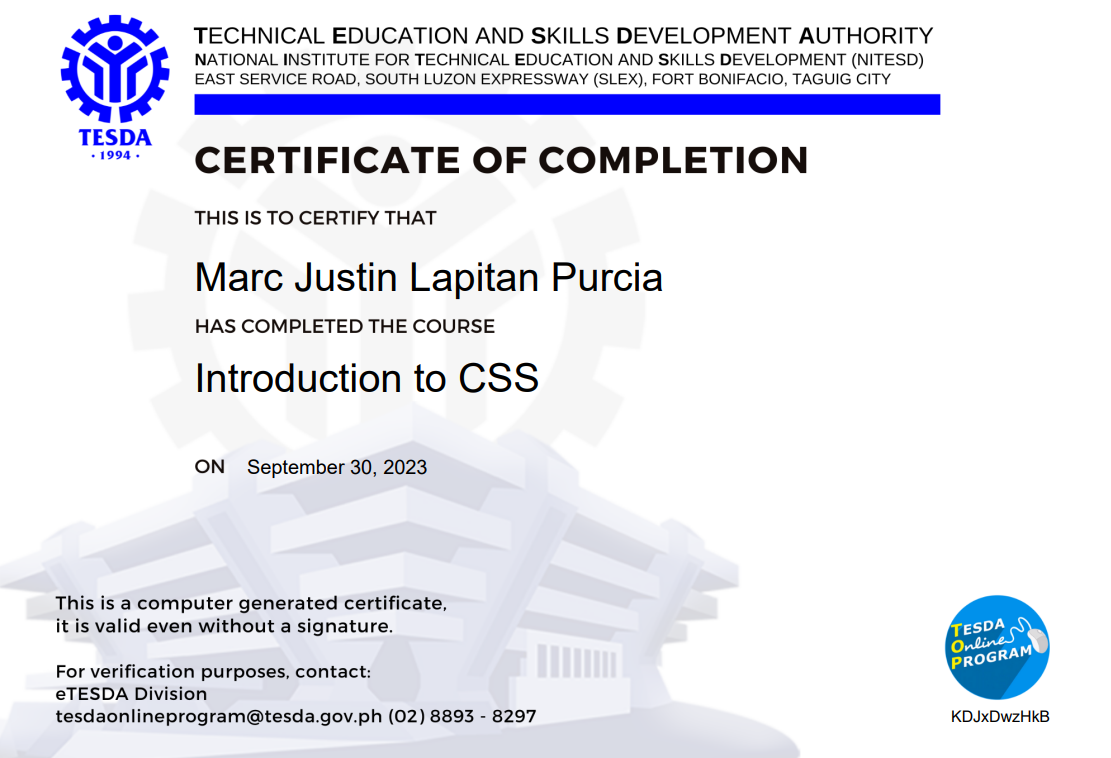 TECHNICAL EDUCATION AND SKILLS DEVELOPMENT AUTHORITY
NATIONAL INSTITUTE FOR TECHNICAL EDUCATION AND SKILLS DEVELOPMENT (NITESD)
EAST SERVICE ROAD, SOUTH LUZON EXPRESSWAY (SLEX), FORT BONIFACIO, TAGUIG CITY
TESDA
· 1994 ·
CERTIFICATE OF COMPLETION
THIS IS TO CERTIFY THAT
Marc Justin Lapitan Purcia
HAS COMPLETED THE COURSE
Introduction to CSS
ON September 30, 2023
This is a computer generated certificate,
it is valid even without a signature.
For verification purposes, contact:
eTESDA Division
tesdaonlineprogram@tesda.gov.ph (02) 8893 - 8297
TESDA
Online
PROGRAM
KDJxDwzHkB